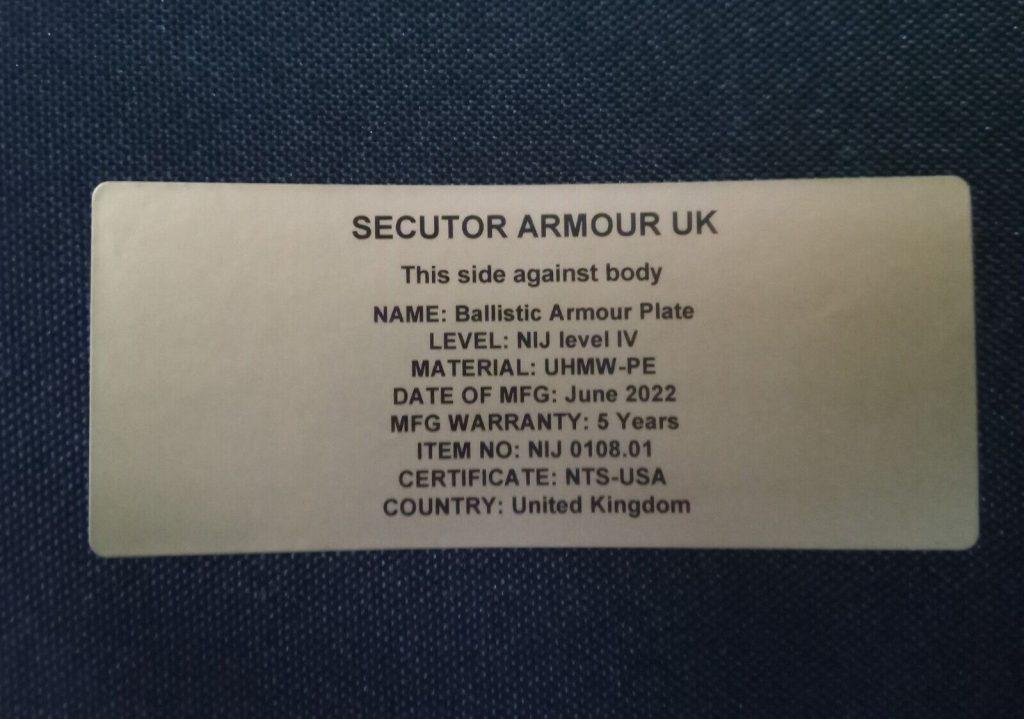 SECUTOR ARMOUR UK
This side against body
NAME: Ballistic Armour Plate
LEVEL: NIJ level IV
MATERIAL: UHMW-PE
DATE OF MFG: June 2022
MFG WARRANTY: 5 Years
ITEM NO: NIJ 0108.01
CERTIFICATE: NTS-USA
COUNTRY: United Kingdom